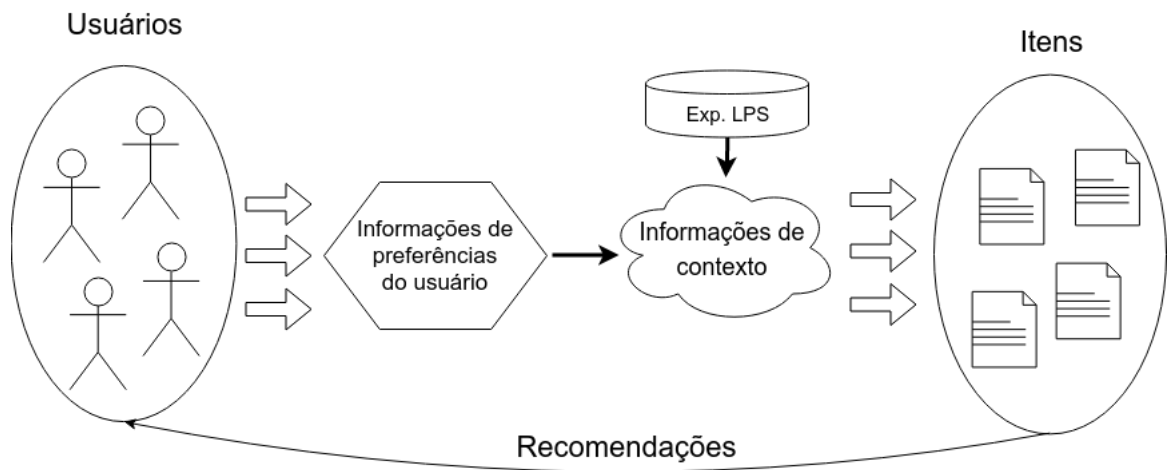 Usuários
Itens
Exp. LPS
Informações de
preferências
do usuário
Informações de
contexto
Recomendações